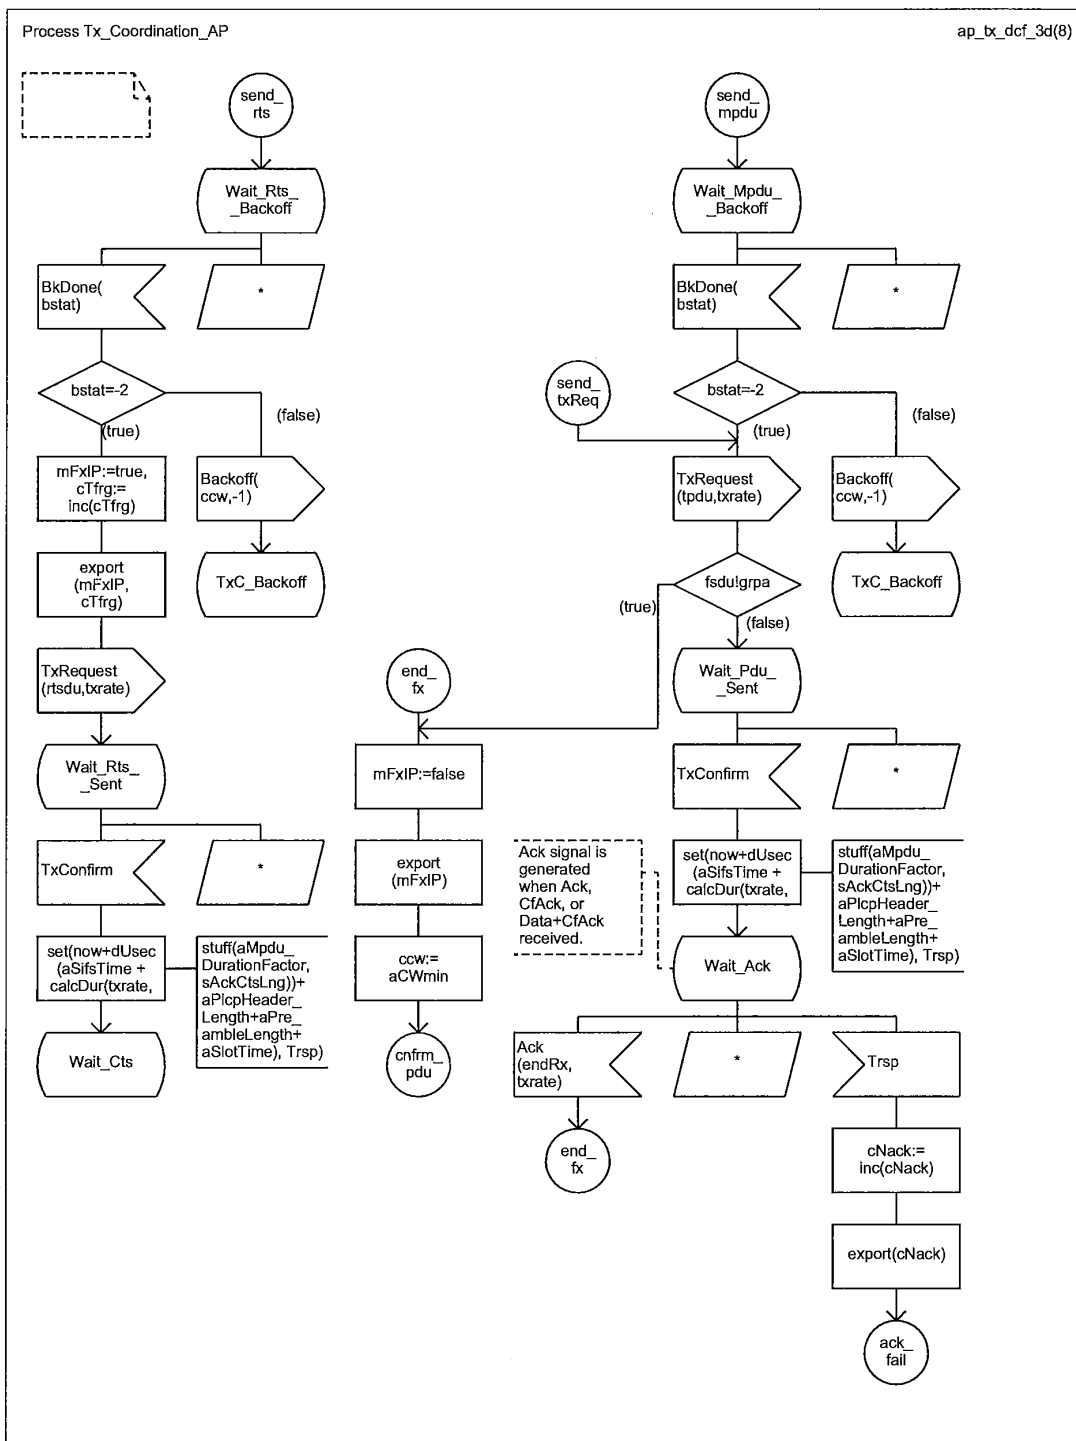 Process Tx_Coordination_AP
ap_tx_dcf_3d(8)
send_
rts
Wait_Rts_
_Backoff
BkDone(
bstat)
*
bstat=-2
(true)
(false)
mFxIP:=true,
cTfrg:=
inc(cTfrg)
Backoff(
ccw,-1)
export
(mFxIP,
cTfrg)
TxC_Backoff
TxRequest
(rtsdu,txrate)
Wait_Rts_
_Sent
TxConfirm
*
set(now+dUsec
(aSifsTime +
calcDur(txrate,
stuff(aMpdu_
DurationFactor,
sAckCtsLng))+
aPlcpHeader_
Length+aPre_
ambleLength+
aSlotTime), Trsp)
Wait_Cts
send_
mpdu
Wait_Mpdu_
_Backoff
BkDone(
bstat)
*
send_
txReq
bstat=-2
(true)
(false)
TxRequest
(tpdu,txrate)
Backoff(
ccw,-1)
fsdu!grpa
TxC_Backoff
(true)
(false)
end_
fx
Wait_Pdu_
_Sent
mFxIP:=false
TxConfirm
*
export
(mFxIP)
Ack signal is
generated
when Ack,
CfAck, or
Data+CfAck
received.
set(now+dUsec
(aSifsTime +
calcDur(txrate,
stuff(aMpdu_
DurationFactor,
sAckCtsLng))+
aPlcpHeader_
Length+aPre_
ambleLength+
aSlotTime), Trsp)
ccw:=
aCWmin
Wait_Ack
cnfrm_
pdu
Ack
(endRx,
txrate)
*
Trsp
end_
fx
cNack:=
inc(cNack)
export(cNack)
ack_
fail